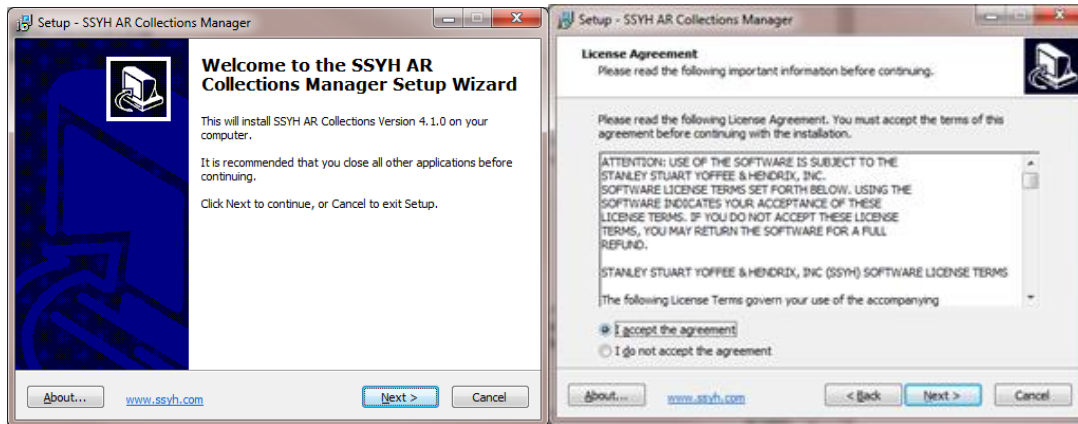 Setup - SSYH AR Collections Manager
Welcome to the SSYH AR
Collections Manager Setup Wizard
This will install SSYH AR Collections Version 4.1.0 on your
computer.
It is recommended that you close all other applications before
continuing.
Click Next to continue, or Cancel to exit Setup.
About...
www.ssyh.com
Next >
Cancel
Setup - SSYH AR Collections Manager
License Agreement
Please read the following important information before continuing.
Please read the following License Agreement. You must accept the terms of this
agreement before continuing with the installation.
ATTENTION: USE OF THE SOFTWARE IS SUBJECT TO THE
STANLEY STUART YOFFEE & HENDRIX, INC.
SOFTWARE LICENSE TERMS SET FORTH BELOW. USING THE
SOFTWARE INDICATES YOUR ACCEPTANCE OF THESE
LICENSE TERMS. IF YOU DO NOT ACCEPT THESE LICENSE
TERMS, YOU MAY RETURN THE SOFTWARE FOR A FULL
REFUND.
STANLEY STUART YOFFEE & HENDRIX, INC (SSYH) SOFTWARE LICENSE TERMS
The following License Terms govern your use of the accompanying
I accept the agreement
I do not accept the agreement
About...
www.ssyh.com
< Back
Next >
Cancel